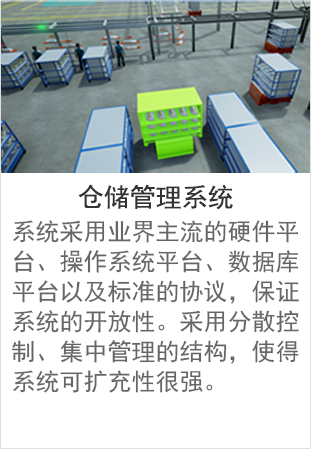 仓储管理系统
系统采用业界主流的硬件平
台、操作系统平台、数据库
平台以及标准的协议，保证
系统的开放性。采用分散控
制、集中管理的结构，使得
系统可扩充性很强。